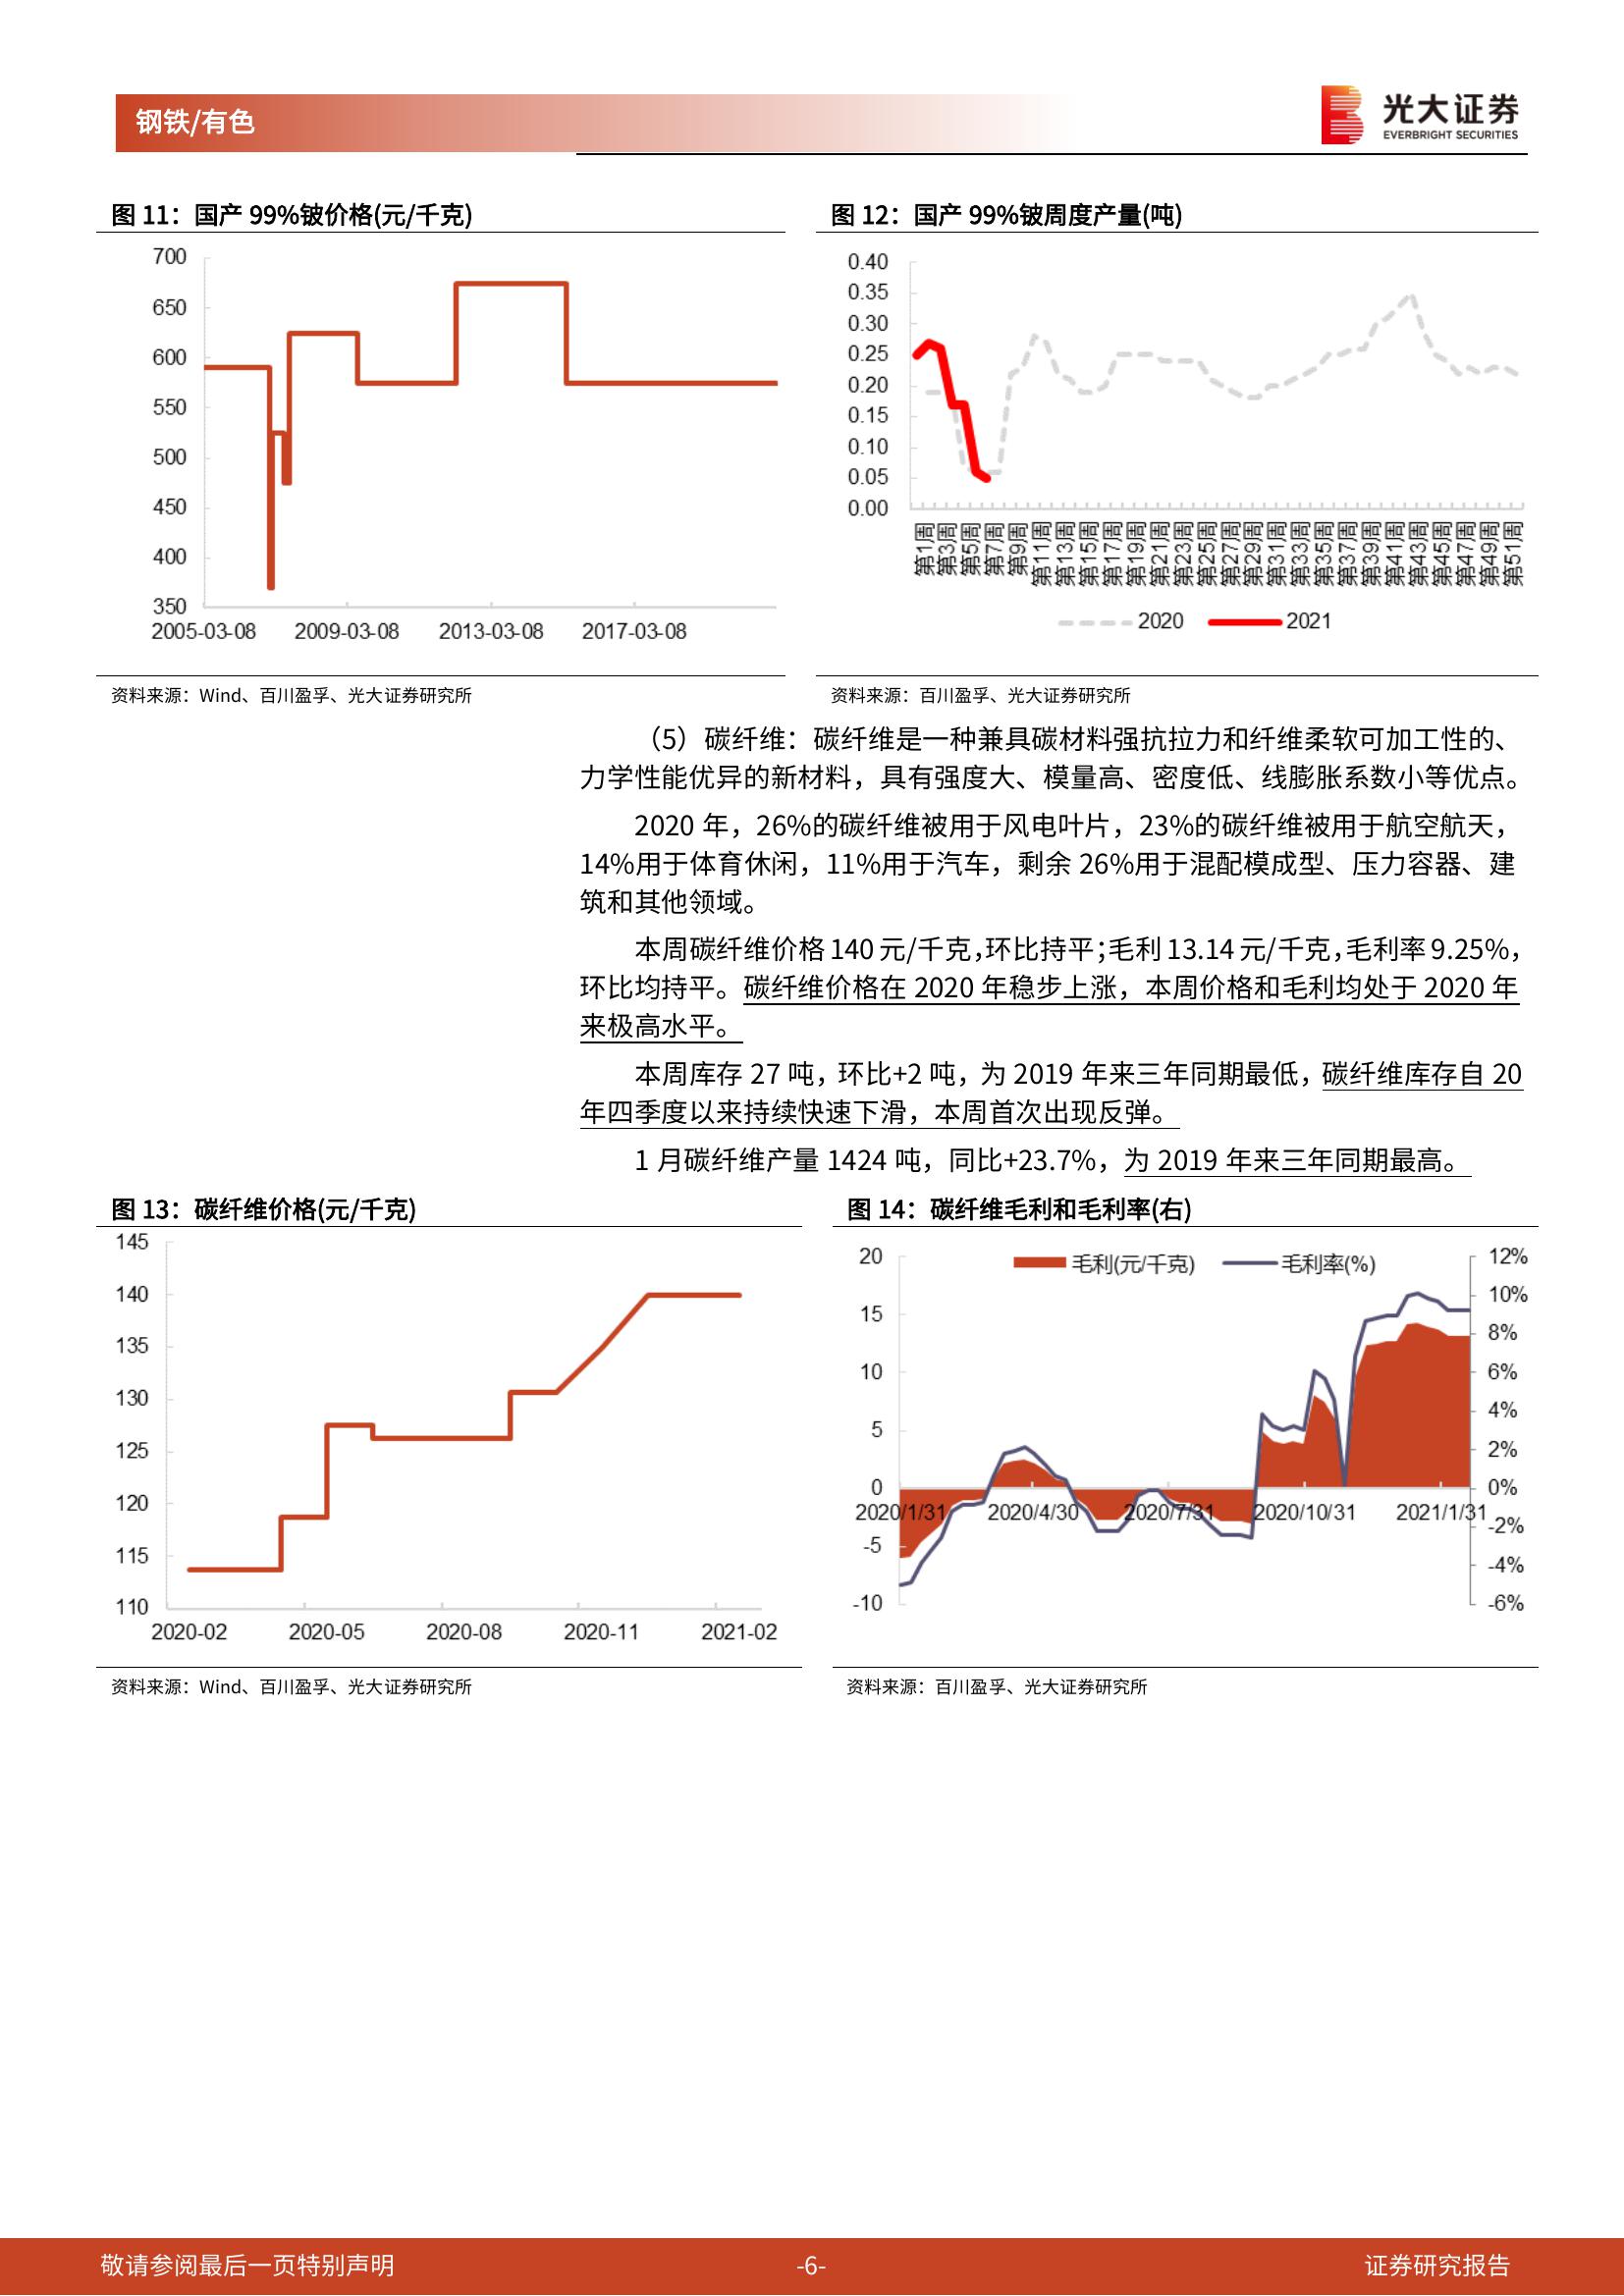 钢铁/有色
光大证券
EVERBRIGHT SECURITIES
图 11：国产 99%铍价格(元/千克)
700
650
600
550
500
450
400
350
2005-03-08 2009-03-08 2013-03-08 2017-03-08
资料来源：Wind、百川盈孚、光大证券研究所
图 12：国产 99%铍周度产量(吨)
0.40
0.35
0.30
0.25
0.20
0.15
0.10
0.05
0.00
第1周 第3周 第5周 第7周 第9周 第11周 第13周 第15周 第17周 第19周 第21周 第23周 第25周 第27周 第29周 第31周 第33周 第35周 第37周 第39周 第41周 第43周 第45周 第47周 第49周 第51周
2020 2021
资料来源：百川盈孚、光大证券研究所
（5）碳纤维：碳纤维是一种兼具碳材料强抗拉力和纤维柔软可加工性的、
力学性能优异的新材料，具有强度大、模量高、密度低、线膨胀系数小等优点。
2020 年，26%的碳纤维被用于风电叶片，23%的碳纤维被用于航空航天，
14%用于体育休闲，11%用于汽车，剩余 26%用于混配模成型、压力容器、建
筑和其他领域。
本周碳纤维价格 140 元/千克，环比持平；毛利 13.14 元/千克，毛利率 9.25%，
环比均持平。碳纤维价格在 2020 年稳步上涨，本周价格和毛利均处于 2020 年
来极高水平。
本周库存 27 吨，环比+2 吨，为 2019 年来三年同期最低，碳纤维库存自 20
年四季度以来持续快速下滑，本周首次出现反弹。
1 月碳纤维产量 1424 吨，同比+23.7%，为 2019 年来三年同期最高。
图 13：碳纤维价格(元/千克)
145
140
135
130
125
120
115
110
2020-02 2020-05 2020-08 2020-11 2021-02
资料来源：Wind、百川盈孚、光大证券研究所
图 14：碳纤维毛利和毛利率(右)
毛利(元/千克) 毛利率(%)
20
15
10
5
0
-5
-10
12%
10%
8%
6%
4%
2%
0%
-2%
-4%
-6%
2020/1/31 2020/4/30 2020/7/31 2020/10/31 2021/1/31
资料来源：百川盈孚、光大证券研究所
敬请参阅最后一页特别声明 -6- 证券研究报告